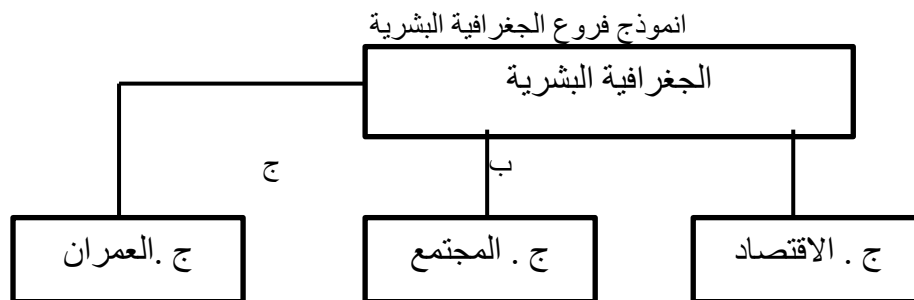 انموذج فروع الجغرافية البشرية
الجغرافية البشرية
ب
ج
ج . الاقتصاد
ج . المجتمع
ج .العمران